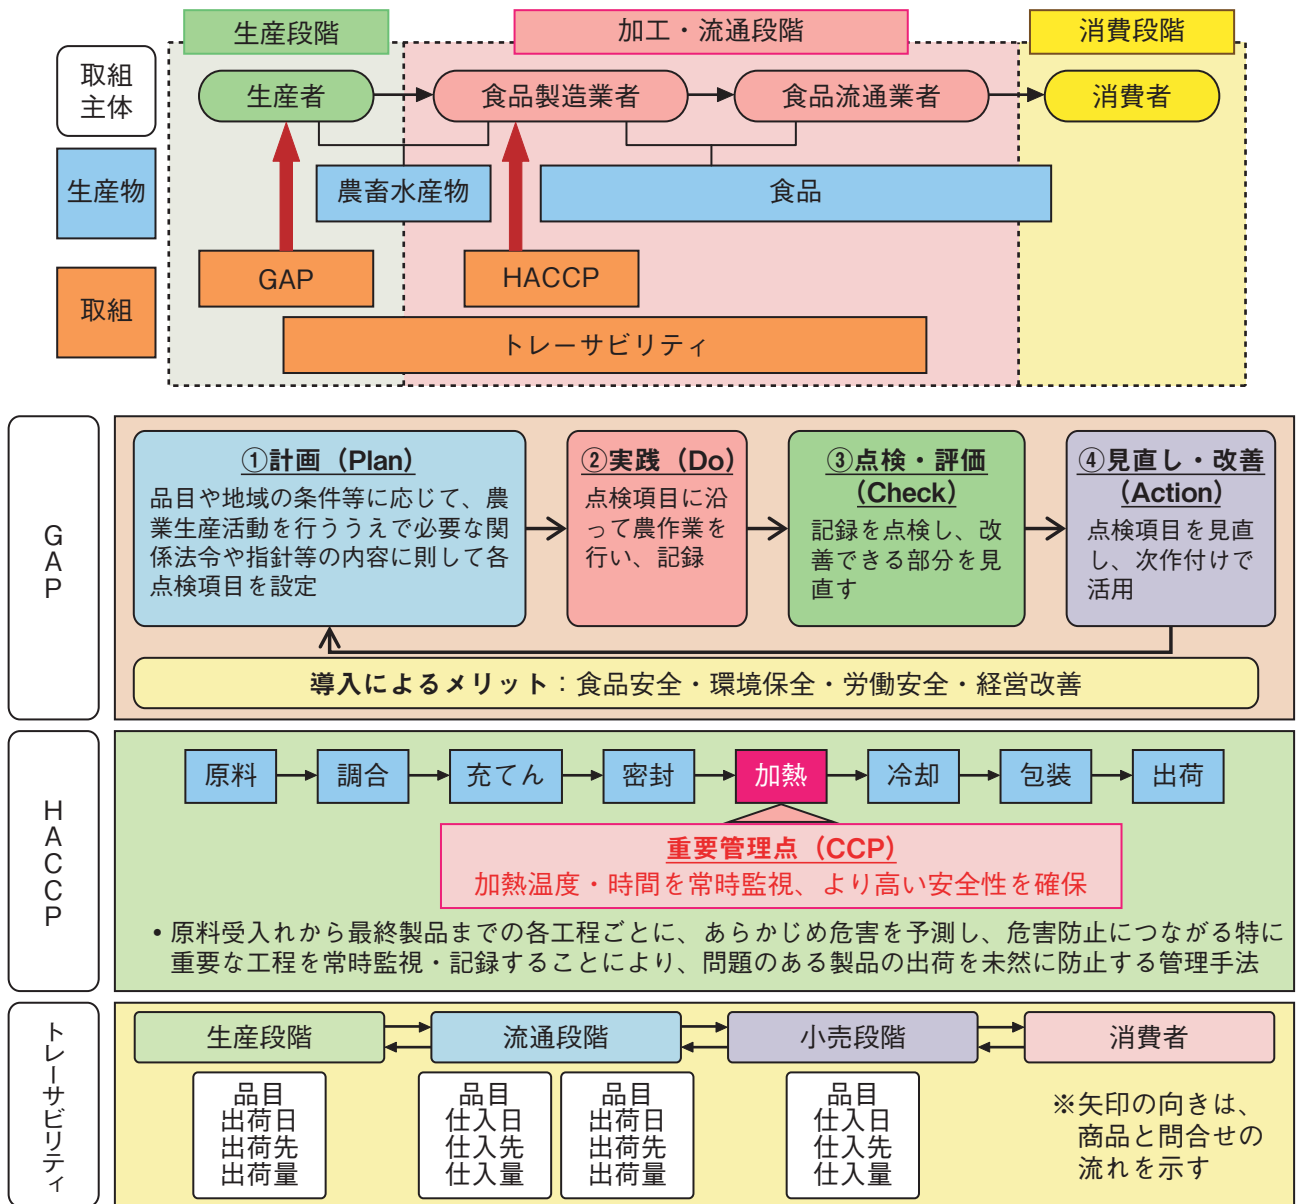 生産段階
加工・流通段階
消費段階
取組
主体
生産者
食品製造業者
食品流通業者
消費者
生産物
農畜水産物
食品
取組
GAP
HACCP
トレーサビリティ
GAP
①計画（Plan）
品目や地域の条件等に応じて、農
業生産活動を行ううえで必要な関
係法令や指針等の内容に則して各
点検項目を設定
②実践（Do）
点検項目に沿
って農作業を
行い、記録
③点検・評価
（Check）
記録を点検し、改
善できる部分を見
直す
④見直し・改善
（Action）
点検項目を見直
し、次作付けで
活用
導入によるメリット：食品安全・環境保全・労働安全・経営改善
HACCP
原料
調合
充てん
密封
加熱
冷却
包装
出荷
重要管理点（CCP）
加熱温度・時間を常時監視、より高い安全性を確保
•原料受入れから最終製品までの各工程ごとに、あらかじめ危害を予測し、危害防止につながる特に
重要な工程を常時監視・記録することにより、問題のある製品の出荷を未然に防止する管理手法
トレーサビリティ
生産段階
流通段階
小売段階
消費者
品目
出荷日
出荷先
出荷量
品目
仕入日
仕入先
仕入量
品目
出荷日
出荷先
出荷量
品目
仕入日
仕入先
仕入量
※矢印の向きは、
商品と問合せの
流れを示す